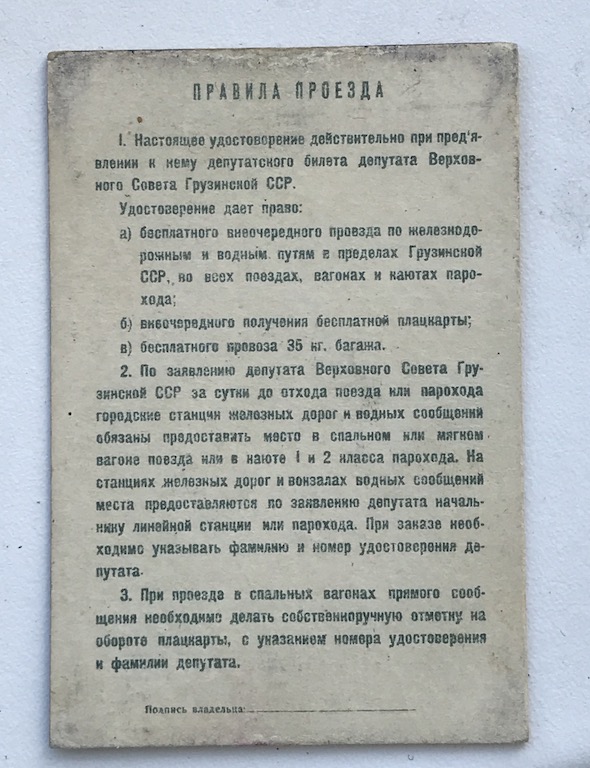 ПРАВИЛА ПРОЕЗДА
1. Настоящее удостоверение действительно при пред'я-
влении к нему депутатского билета депутата Верхов-
ного Совета Грузинской ССР.
Удостоверение дает право:
а) бесплатного внеочередного проезда по железнодо-
рожным и водным путям в пределах Грузинской
ССР, во всех поездах, вагонах и каютах паро-
хода;
б) внеочередного получения бесплатной плацкарты;
в) бесплатного провоза 35 кг. багажа.
2. По заявлению депутата Верховного Совета Гру-
зинской ССР за сутки до отхода поезда или парохода
городские станции железных дорог и водных сообщений
обязаны предоставить место в спальном или мягком
вагоне поезда или в каюте 1 и 2 класса парохода. На
станциях железных дорог и вокзалах водных сообщений
места предоставляются по заявлению депутата началь-
нику линейной станции или парохода. При заказе необ-
ходимо указывать фамилию и номер удостоверения де-
путата.
3. При проезде в спальных вагонах прямого сооб-
щения необходимо делать собственноручную отметку на
обороте плацкарты, с указанием номера удостоверения
и фамилии депутата.
Подпись владельца: